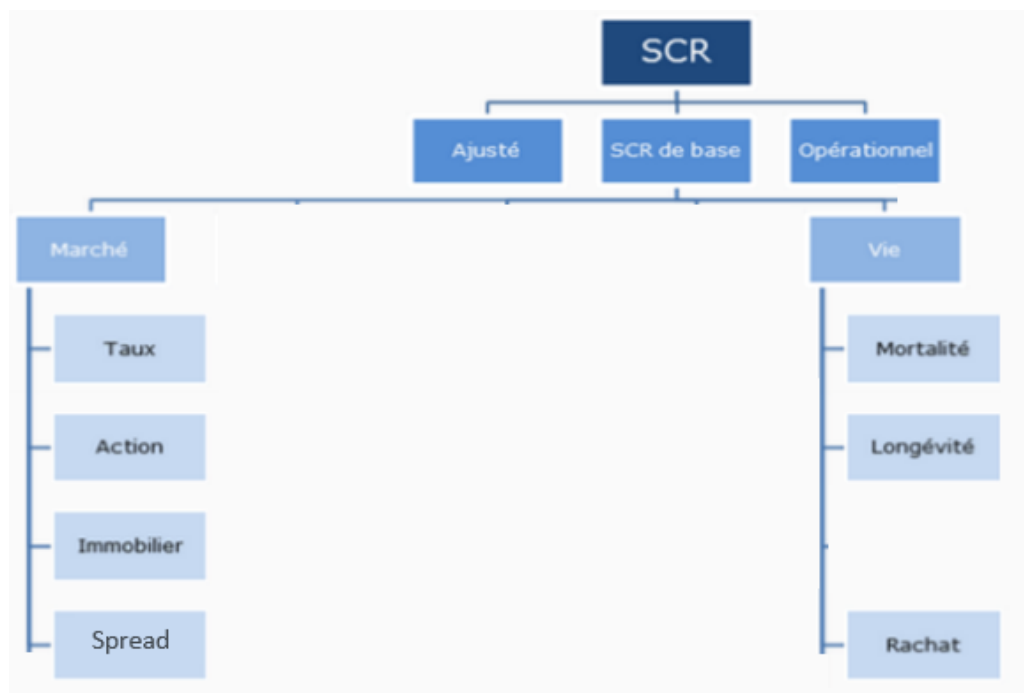 SCR
Ajusté
SCR de base
Opérationnel
Marché
Vie
Taux
Mortalité
Action
Longévité
Immobilier
Spread
Rachat